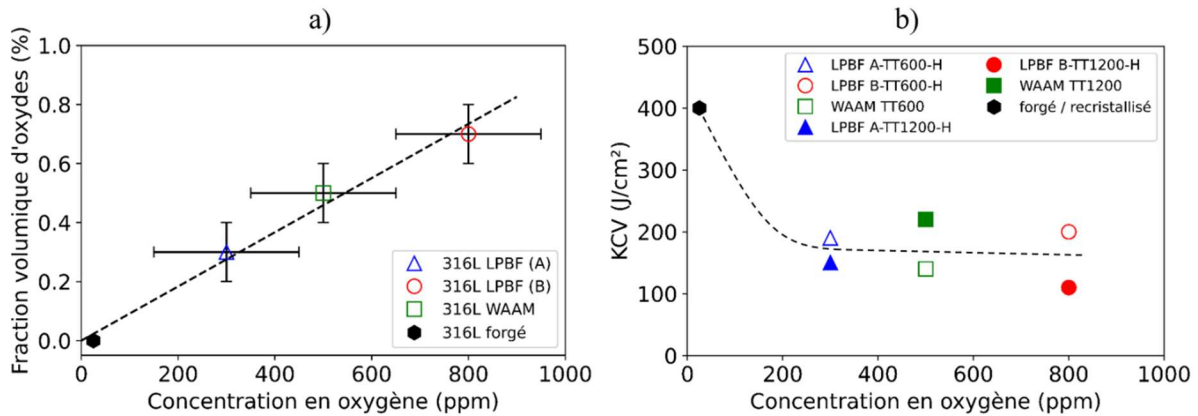 a)
Fraction volumique d'oxydes (%)
1.0
0.8
0.6
0.4
0.2
0.0
0 200 400 600 800 1000
Concentration en oxygène (ppm)
316L LPBF (A)
316L LPBF (B)
316L WAAM
316L forgé
b)
KCV (J/cm²)
500
400
300
200
100
0
0 200 400 600 800 1000
Concentration en oxygène (ppm)
LPBF A-TT600-H
LPBF B-TT600-H
WAAM TT600
LPBF A-TT1200-H
LPBF B-TT1200-H
WAAM TT1200
forgé / recristallisé